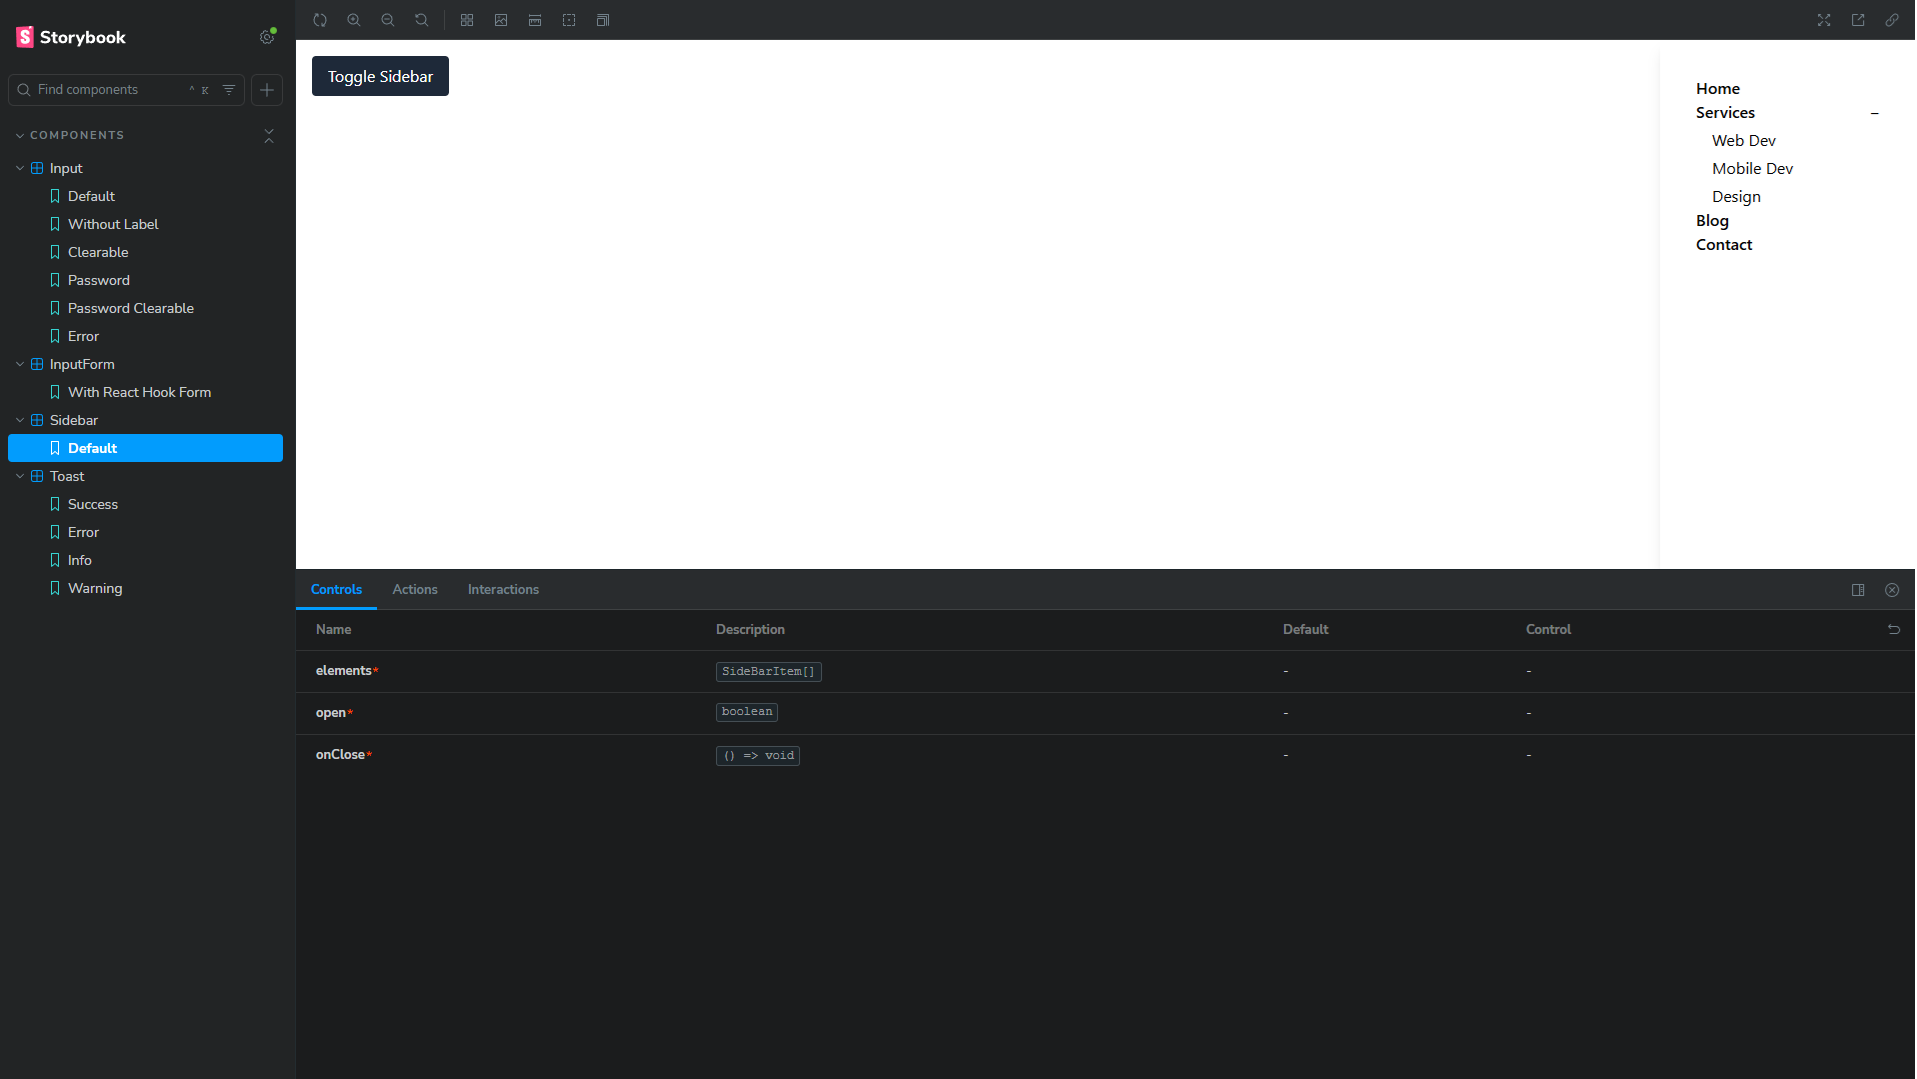 Storybook
Find components
^ K
COMPONENTS
Input
Default
Without Label
Clearable
Password
Password Clearable
Error
InputForm
With React Hook Form
Sidebar
Default
Toast
Success
Error
Info
Warning
Toggle Sidebar
Home
Services –
Web Dev
Mobile Dev
Design
Blog
Contact
Controls Actions Interactions
Name Description Default Control
elements* SideBarItem[] - -
open* boolean - -
onClose* () => void - -